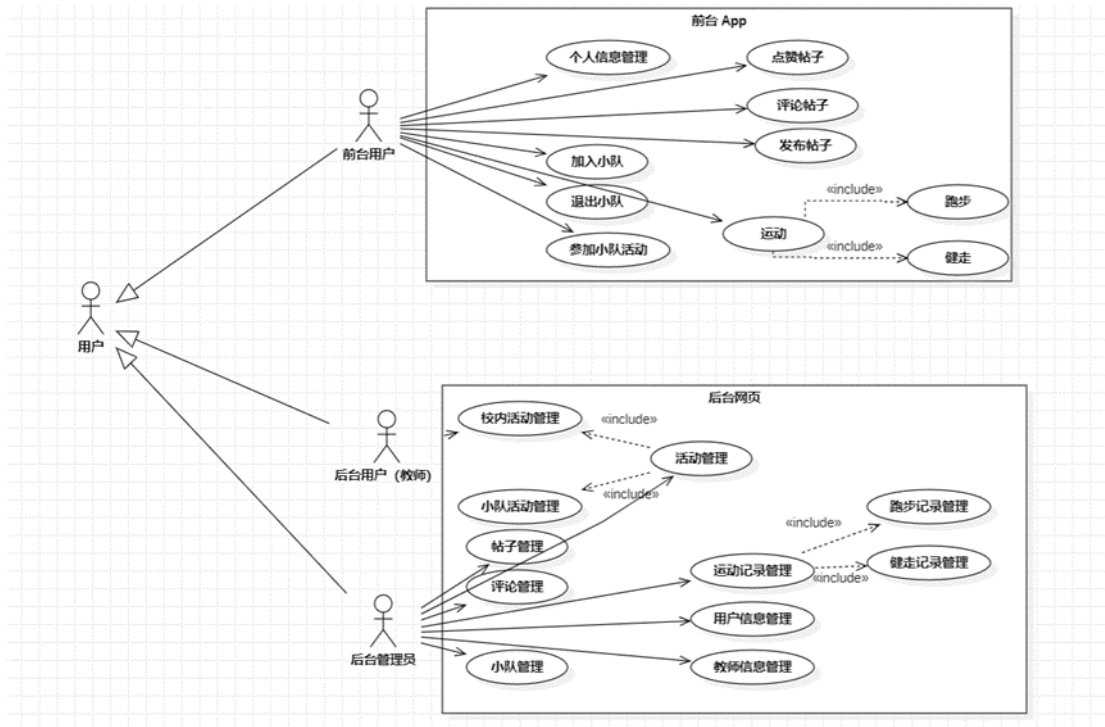 前台 App
个人信息管理
点赞帖子
评论帖子
发布帖子
前台用户
加入小队
退出小队
参加小队活动
运动
«include»
跑步
«include»
健走
用户
后台网页
校内活动管理
«include»
活动管理
后台用户（教师）
小队活动管理
«include»
跑步记录管理
帖子管理
«include»
评论管理
运动记录管理
健走记录管理
«include»
用户信息管理
后台管理员
小队管理
教师信息管理